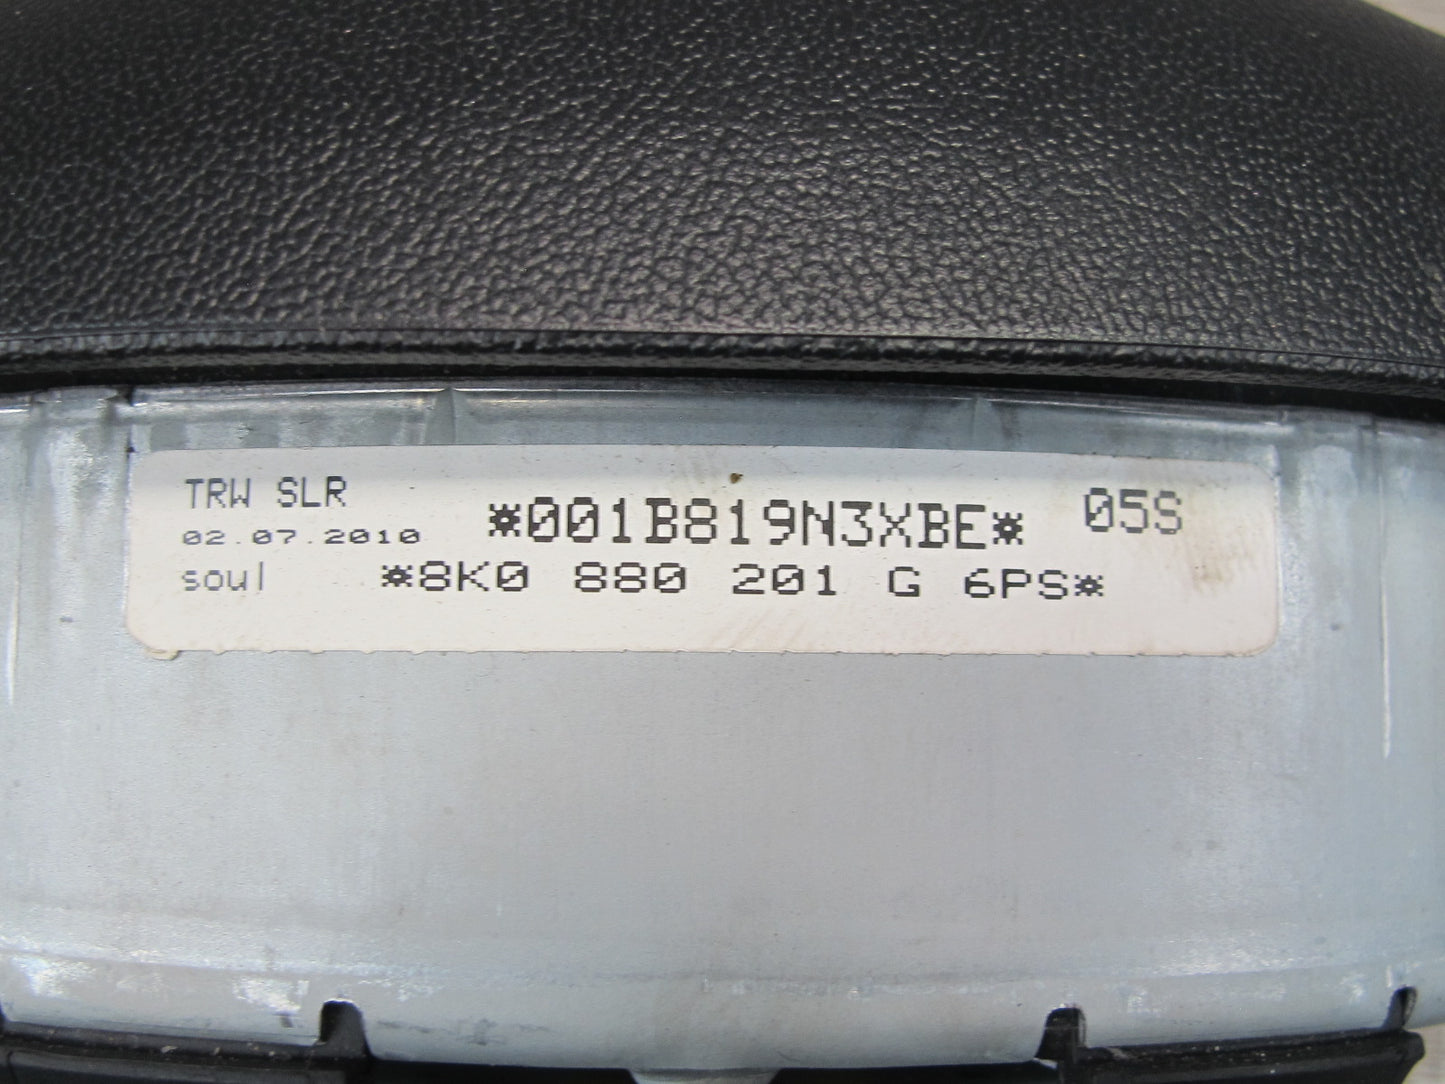 TRW SLR
*001B819N3XBE* 05S
02.07.2010
soul *8K0 880 201 G 6PS*